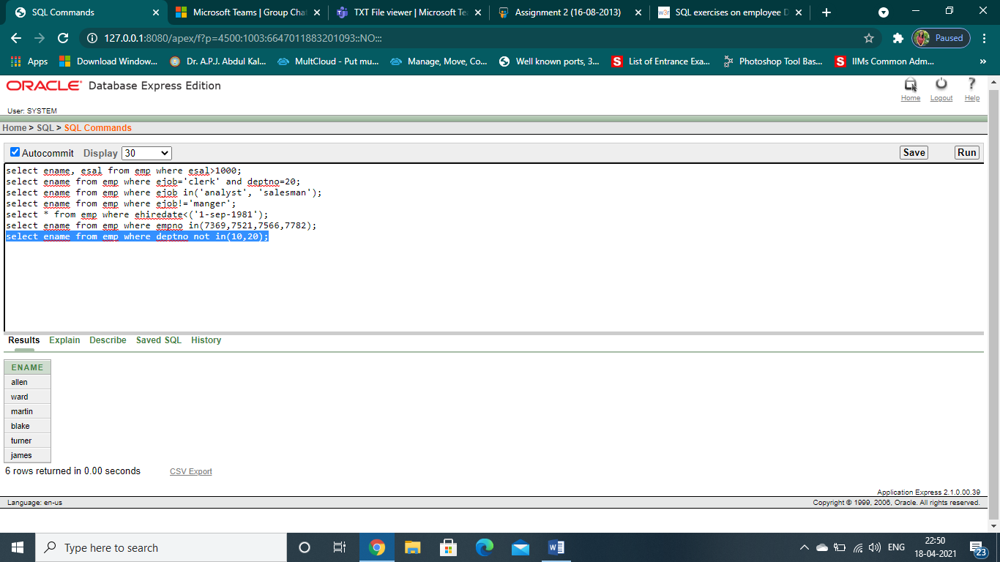 SQL Commands
Microsoft Teams | Group Chat
TXT File viewer | Microsoft Te
Assignment 2 (16-08-2013)
w3r
SQL exercises on employee D
127.0.0.1:8080/apex/f?p=4500:1003:6647011883201093::NO:::
Paused
Apps
Download Window...
Dr. A.P.J. Abdul Kal...
MultCloud - Put mu...
Manage, Move, Co...
Well known ports, 3...
S List of Entrance Exa...
Photoshop Tool Bas...
S IIMs Common Adm...
»
ORACLE Database Express Edition
Home
Logout
? Help
User: SYSTEM
Home > SQL > SQL Commands
Autocommit Display 30
Save
Run
select ename, esal from emp where esal>1000;
select ename from emp where ejob='clerk' and deptno=20;
select ename from emp where ejob in('analyst', 'salesman');
select ename from emp where ejob!='manger';
select * from emp where ehiredate<('1-sep-1981');
select ename from emp where empno in(7369,7521,7566,7782);
select ename from emp where deptno not in(10,20);
Results Explain Describe Saved SQL History
ENAME
allen
ward
martin
blake
turner
james
6 rows returned in 0.00 seconds CSV Export
Application Express 2.1.0.00.39
Language: en-us
Copyright © 1999, 2006, Oracle. All rights reserved.
Type here to search
ENG
22:50
18-04-2021
23